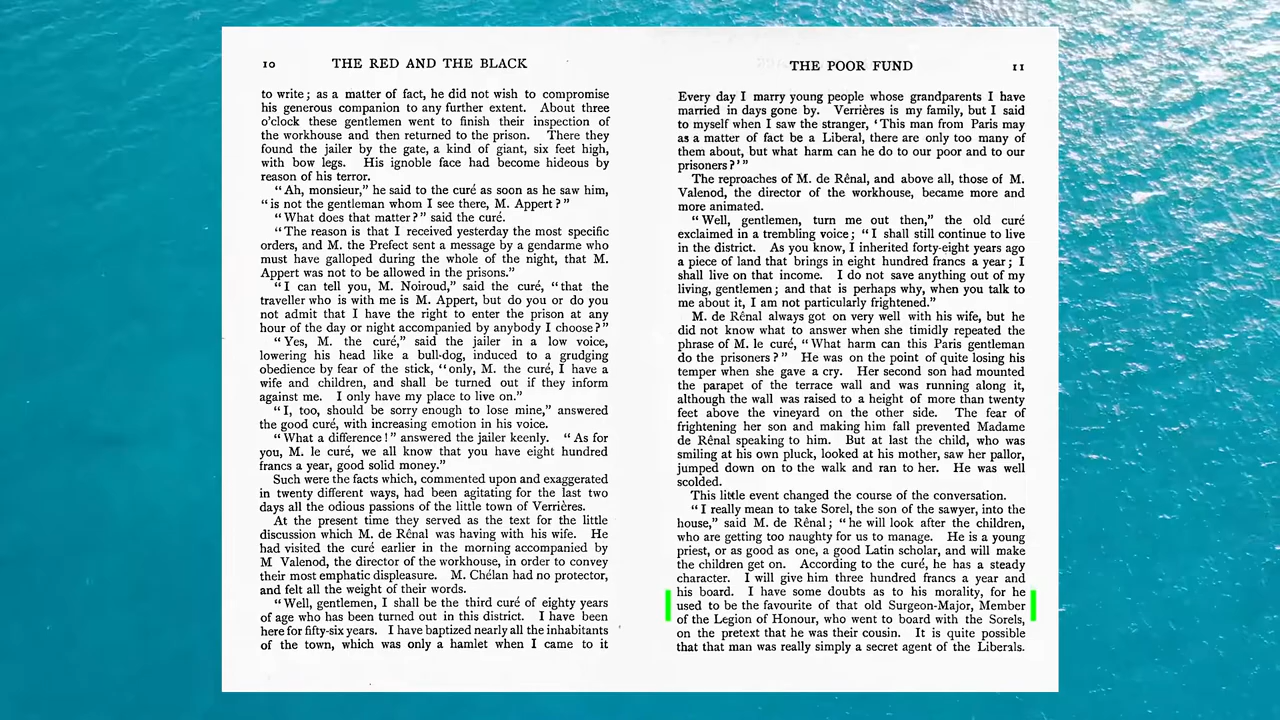 10 THE RED AND THE BLACK
to write; as a matter of fact, he did not wish to compromise
his generous companion to any further extent. About three
o'clock these gentlemen went to finish their inspection of
the workhouse and then returned to the prison. There they
found the jailer by the gate, a kind of giant, six feet high,
with bow legs. His ignoble face had become hideous by
reason of his terror.
"Ah, monsieur," he said to the curé as soon as he saw him,
"is not the gentleman whom I see there, M. Appert?"
"What does that matter?" said the curé.
"The reason is that I received yesterday the most specific
orders, and M. the Prefect sent a message by a gendarme who
must have galloped during the whole of the night, that M.
Appert was not to be allowed in the prisons."
"I can tell you, M. Noiroud," said the curé, "that the
traveller who is with me is M. Appert, but do you or do you
not admit that I have the right to enter the prison at any
hour of the day or night accompanied by anybody I choose?"
"Yes, M. the curé," said the jailer in a low voice,
lowering his head like a bull-dog, induced to a grudging
obedience by fear of the stick, "only, M. the curé, I have a
wife and children, and shall be turned out if they inform
against me. I only have my place to live on."
"I, too, should be sorry enough to lose mine," answered
the good curé, with increasing emotion in his voice.
"What a difference!" answered the jailer keenly. "As for
you, M. le curé, we all know that you have eight hundred
francs a year, good solid money."
Such were the facts which, commented upon and exaggerated
in twenty different ways, had been agitating for the last two
days all the odious passions of the little town of Verrières.
At the present time they served as the text for the little
discussion which M. de Rênal was having with his wife. He
had visited the curé earlier in the morning accompanied by
M Valenod, the director of the workhouse, in order to convey
their most emphatic displeasure. M. Chélan had no protector,
and felt all the weight of their words.
"Well, gentlemen, I shall be the third curé of eighty years
of age who has been turned out in this district. I have been
here for fifty-six years. I have baptized nearly all the inhabitants
of the town, which was only a hamlet when I came to it
THE POOR FUND 11
Every day I marry young people whose grandparents I have
married in days gone by. Verrières is my family, but I said
to myself when I saw the stranger, 'This man from Paris may
as a matter of fact be a Liberal, there are only too many of
them about, but what harm can he do to our poor and to our
prisoners?'"
The reproaches of M. de Rênal, and above all, those of M.
Valenod, the director of the workhouse, became more and
more animated.
"Well, gentlemen, turn me out then," the old curé
exclaimed in a trembling voice; "I shall still continue to live
in the district. As you know, I inherited forty-eight years ago
a piece of land that brings in eight hundred francs a year; I
shall live on that income. I do not save anything out of my
living, gentlemen; and that is perhaps why, when you talk to
me about it, I am not particularly frightened."
M. de Rênal always got on very well with his wife, but he
did not know what to answer when she timidly repeated the
phrase of M. le curé, "What harm can this Paris gentleman
do the prisoners?" He was on the point of quite losing his
temper when she gave a cry. Her second son had mounted
the parapet of the terrace wall and was running along it,
although the wall was raised to a height of more than twenty
feet above the vineyard on the other side. The fear of
frightening her son and making him fall prevented Madame
de Rênal speaking to him. But at last the child, who was
smiling at his own pluck, looked at his mother, saw her pallor,
jumped down on to the walk and ran to her. He was well
scolded.
This little event changed the course of the conversation.
"I really mean to take Sorel, the son of the sawyer, into the
house," said M. de Rênal; "he will look after the children,
who are getting too naughty for us to manage. He is a young
priest, or as good as one, a good Latin scholar, and will make
the children get on. According to the curé, he has a steady
character. I will give him three hundred francs a year and
his board. I have some doubts as to his morality, for he
used to be the favourite of that old Surgeon-Major, Member
of the Legion of Honour, who went to board with the Sorels,
on the pretext that he was their cousin. It is quite possible
that that man was really simply a secret agent of the Liberals.